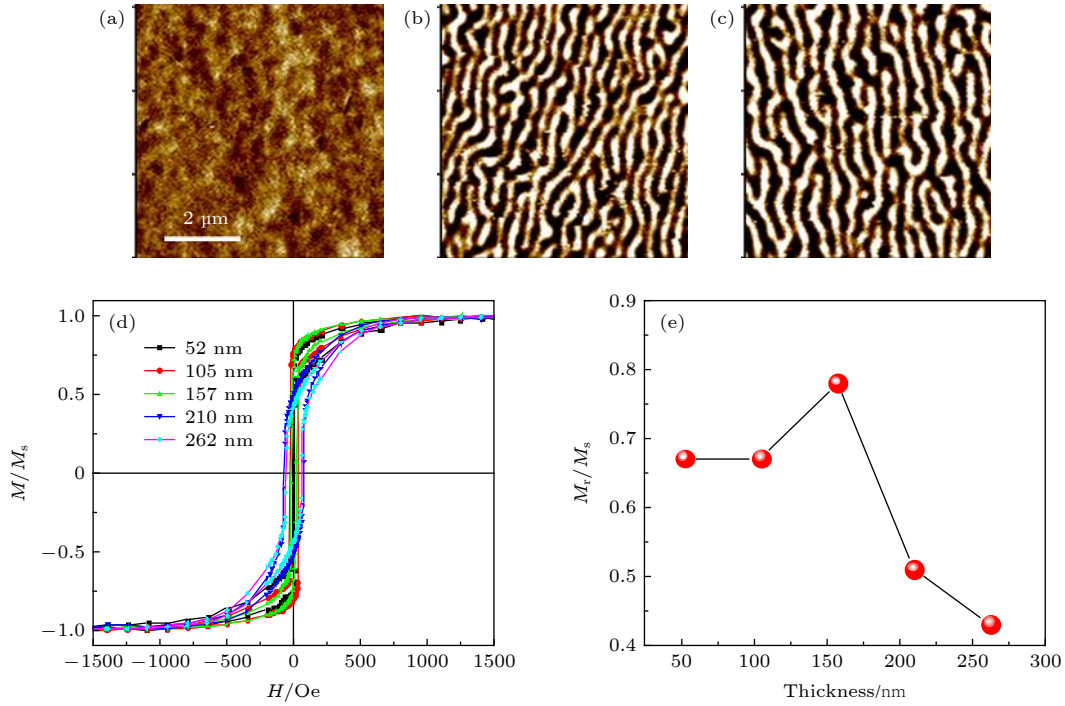 (a)
(b)
(c)
2 µm
(d)
52 nm
105 nm
157 nm
210 nm
262 nm
1.0
0.5
0
−0.5
−1.0
M/Ms
−1500
−1000
−500
0
500
1000
1500
H/Oe
(e)
0.9
0.8
0.7
0.6
0.5
0.4
Mr/Ms
50
100
150
200
250
300
Thickness/nm